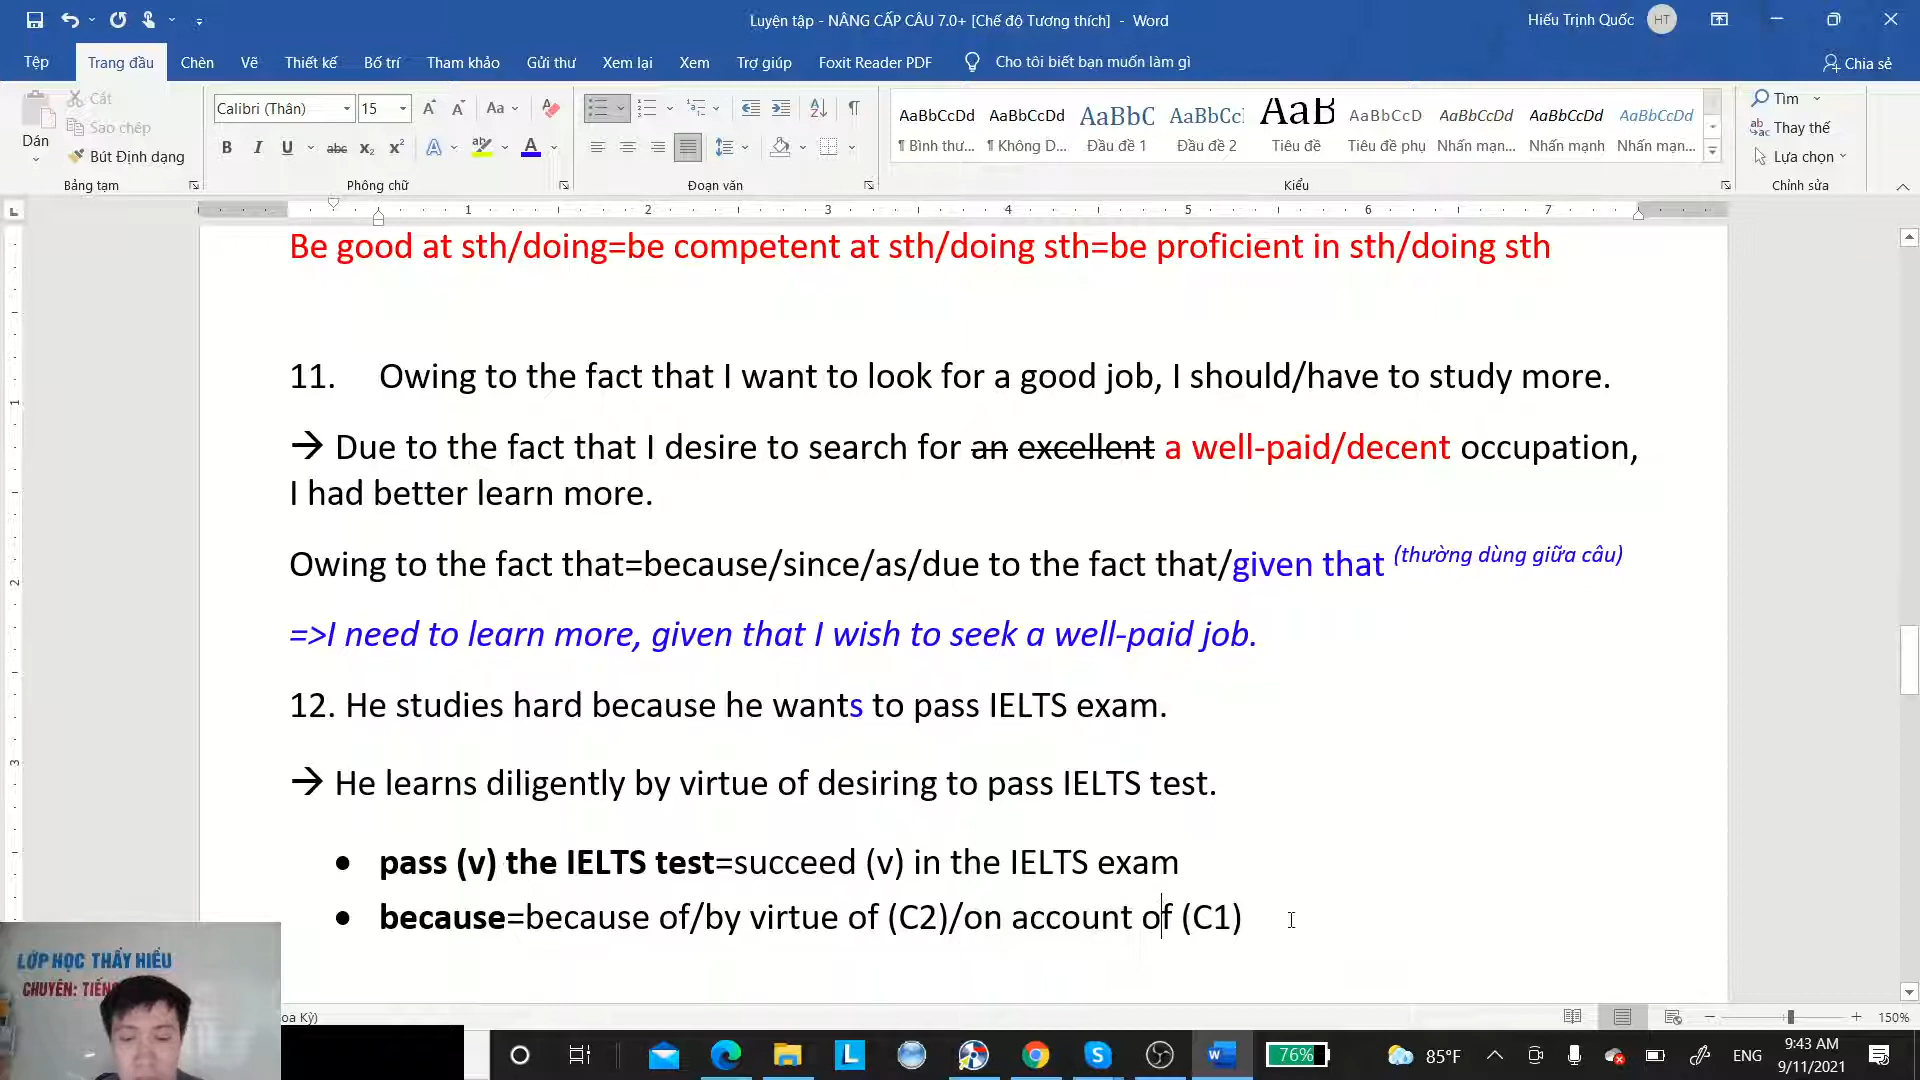 Luyện tập - NÂNG CẤP CÂU 7.0+ [Chế độ Tương thích] - Word
Hiếu Trịnh Quốc
HT
Tệp Trang đầu Chèn Vẽ Thiết kế Bố trí Tham khảo Gửi thư Xem lại Xem Trợ giúp Foxit Reader PDF Cho tôi biết bạn muốn làm gì Chia sẻ
Dán
Cắt
Sao chép
Bút Định dạng
Bảng tạm
Calibri (Thân) 15
Phông chữ
Đoạn văn
AaBbCcDd AaBbCcDd AaBbC AaBbCc AaB AaBbCcD AaBbCcDd AaBbCcDd AaBbCcDd
¶ Bình thư... ¶ Không D... Đầu đề 1 Đầu đề 2 Tiêu đề Tiêu đề phụ Nhấn mạn... Nhấn mạnh Nhấn mạn...
Kiểu
Tìm
Thay thế
Lựa chọn
Chỉnh sửa
1 2 3 4 5 6 7
Be good at sth/doing=be competent at sth/doing sth=be proficient in sth/doing sth
11. Owing to the fact that I want to look for a good job, I should/have to study more.
→ Due to the fact that I desire to search for an excellent a well-paid/decent occupation,
I had better learn more.
Owing to the fact that=because/since/as/due to the fact that/given that (thường dùng giữa câu)
=>I need to learn more, given that I wish to seek a well-paid job.
12. He studies hard because he wants to pass IELTS exam.
→ He learns diligently by virtue of desiring to pass IELTS test.
• pass (v) the IELTS test=succeed (v) in the IELTS exam
• because=because of/by virtue of (C2)/on account of (C1)
LỚP HỌC THẦY HIẾU
CHUYÊN: TIẾNG
oa Kỳ)
150%
76%
85°F
ENG
9:43 AM
9/11/2021